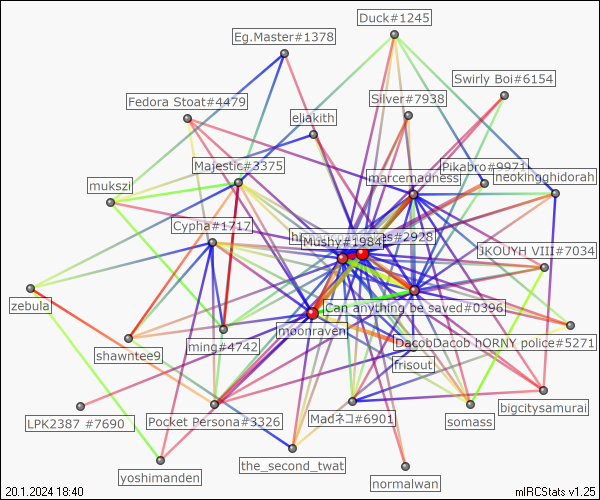 Duck#1245
Eg.Master#1378
Swirly Boi#6154
Fedora Stoat#4479
Silver#7938
eliakith
Majestic#3375
Pikabro#9971
marcemadness
neokingghidorah
mukszi
Cypha#1717
#2928
Mushy#1984
JKOUYH VIII#7034
zebula
Can anything be saved#0396
moonraven
DacobDacob hORNY police#5271
ming#4742
shawntee9
frisout
bigcitysamurai
LPK2387 #7690
Pocket Persona#3326
Madネコ#6901
somass
yoshimanden
the_second_twat
normalwan
20.1.2024 18:40
mIRCStats v1.25